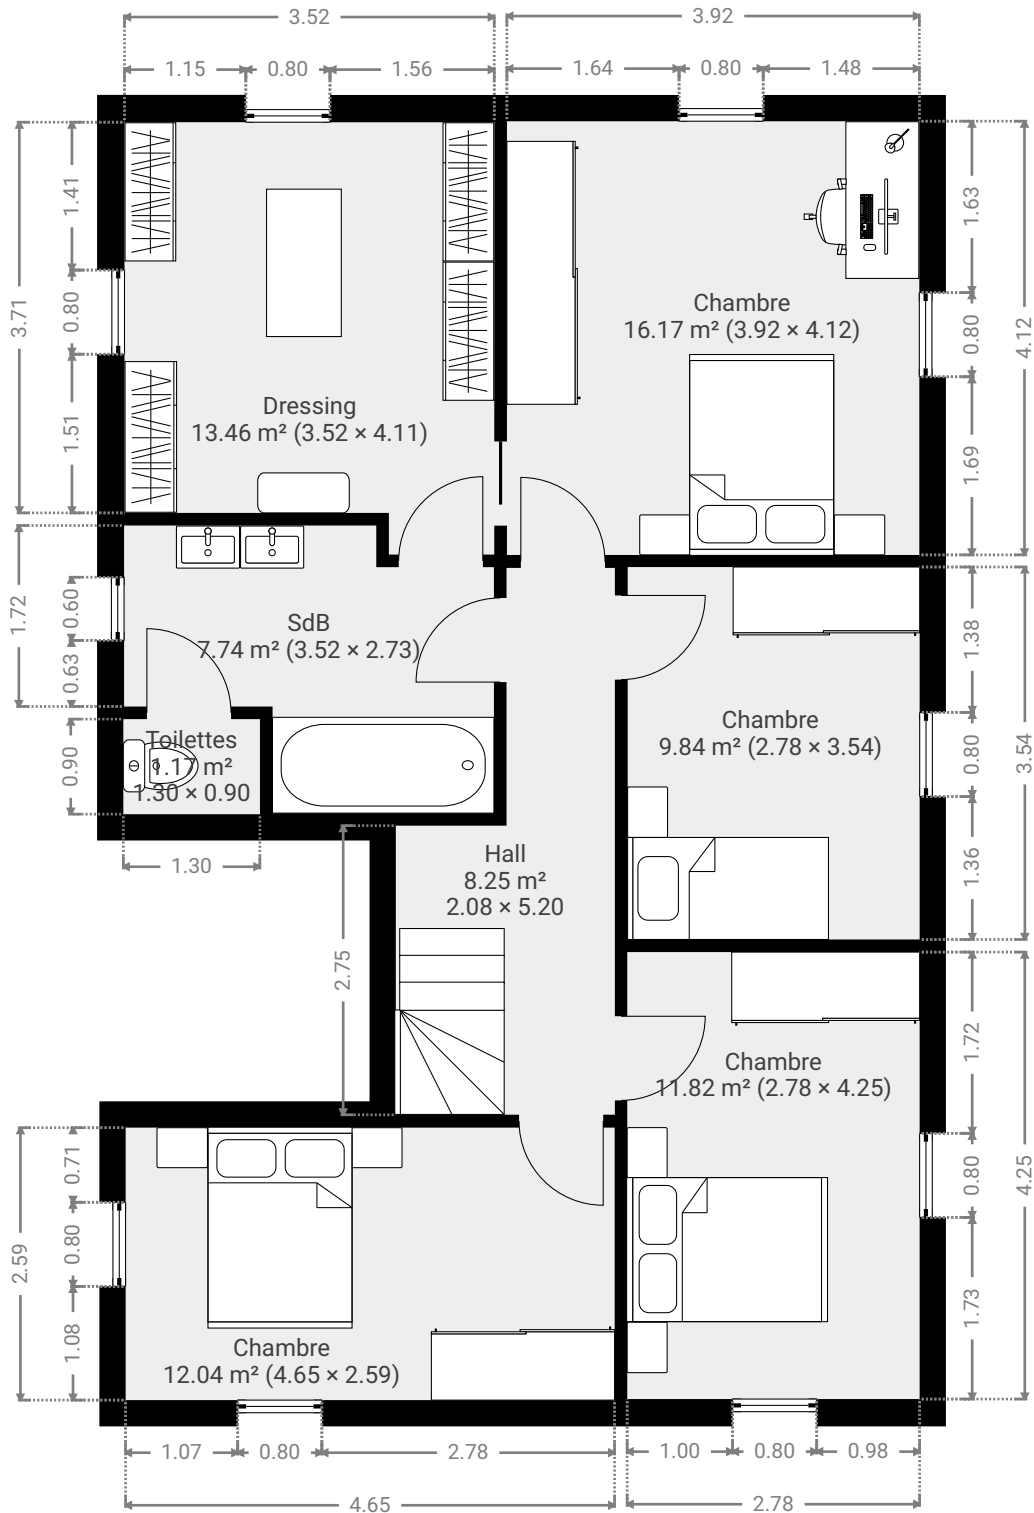 3.52
3.92
1.15
0.80
1.56
1.64
0.80
1.48
1.41
0.80
1.51
3.71
1.63
0.80
1.69
4.12
Chambre
16.17 m² (3.92 × 4.12)
Dressing
13.46 m² (3.52 × 4.11)
1.72
0.60
0.63
0.90
SdB
7.74 m² (3.52 × 2.73)
Toilettes
1.17 m²
1.30 × 0.90
1.30
1.38
0.80
1.36
3.54
Chambre
9.84 m² (2.78 × 3.54)
Hall
8.25 m²
2.08 × 5.20
2.75
Chambre
11.82 m² (2.78 × 4.25)
1.72
0.80
1.73
4.25
0.71
0.80
1.08
2.59
Chambre
12.04 m² (4.65 × 2.59)
1.07
0.80
2.78
1.00
0.80
0.98
4.65
2.78